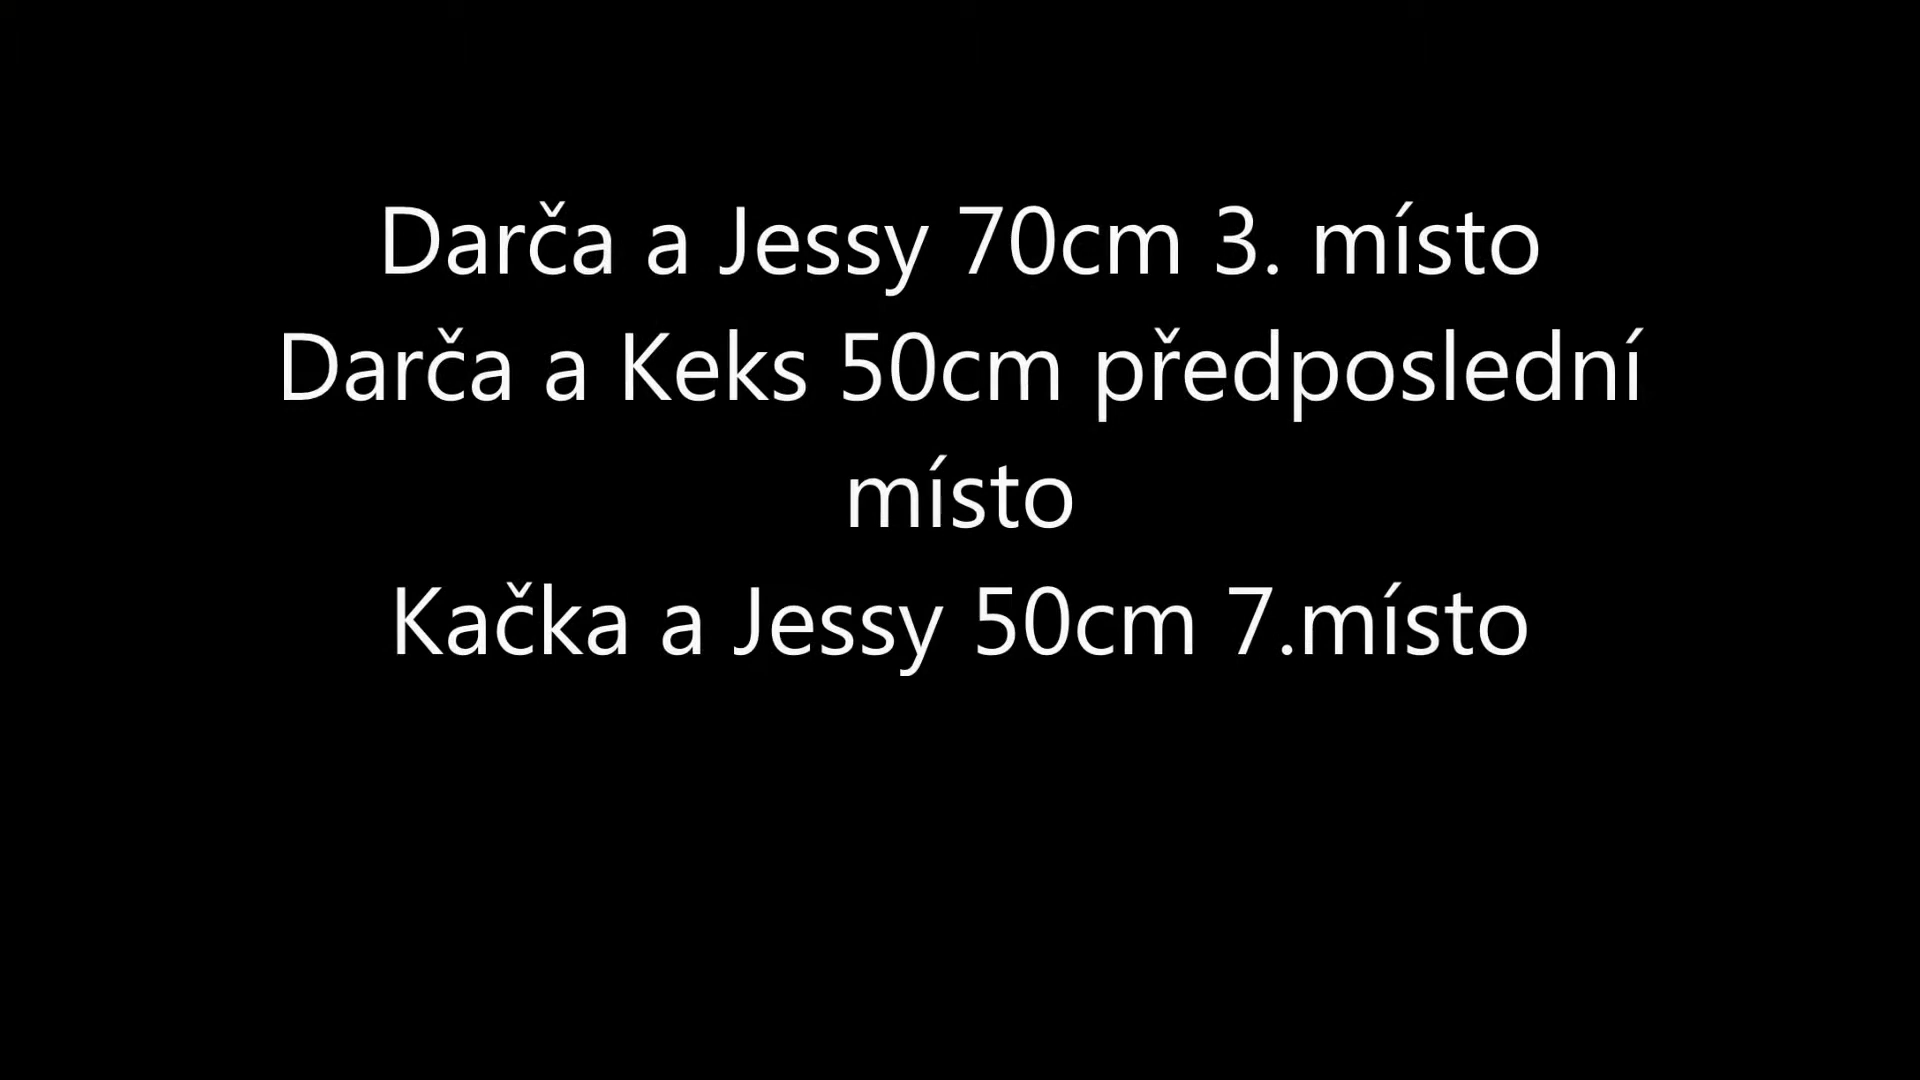 Darča a Jessy 70cm 3. místo
Darča a Keks 50cm předposlední
místo
Kačka a Jessy 50cm 7.místo